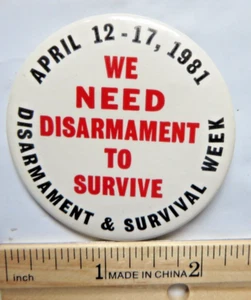 APRIL 12-17, 1981
WE
NEED
DISARMAMENT
TO
SURVIVE
DISARMAMENT & SURVIVAL WEEK
inch 1 MADE IN CHINA 2